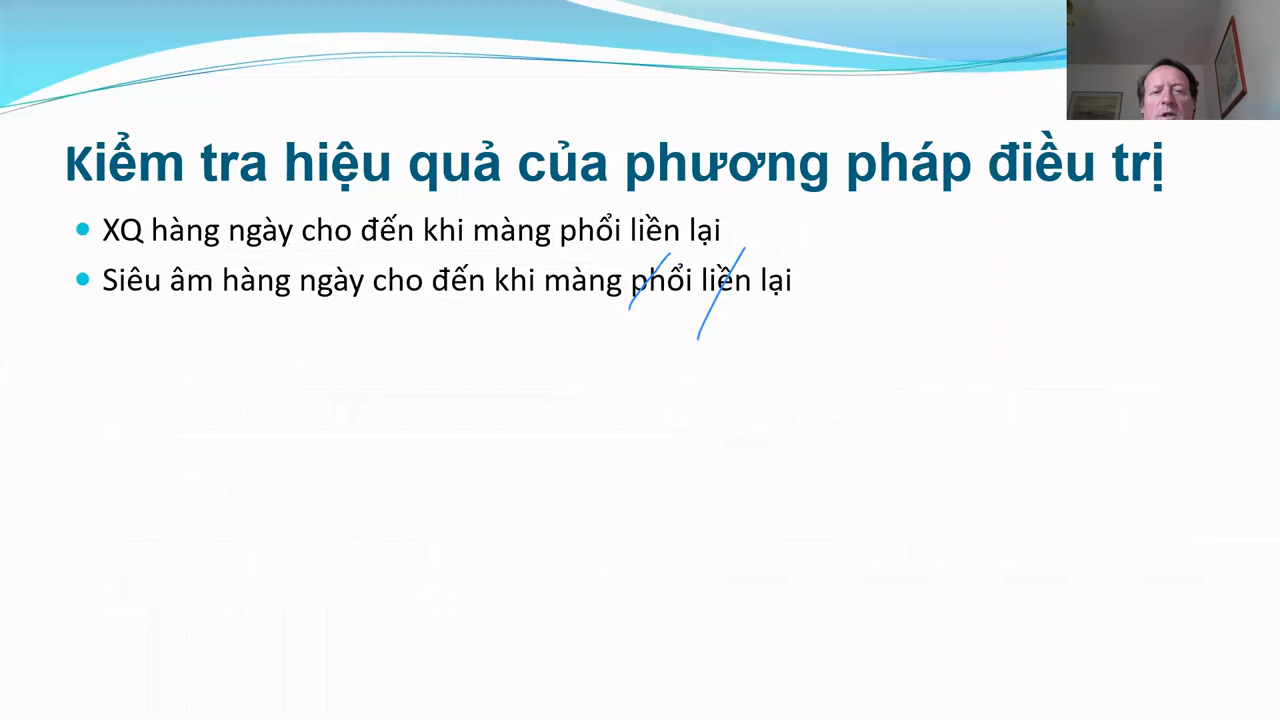 Kiểm tra hiệu quả của phương pháp điều trị
XQ hàng ngày cho đến khi màng phổi liền lại
Siêu âm hàng ngày cho đến khi màng phổi liền lại